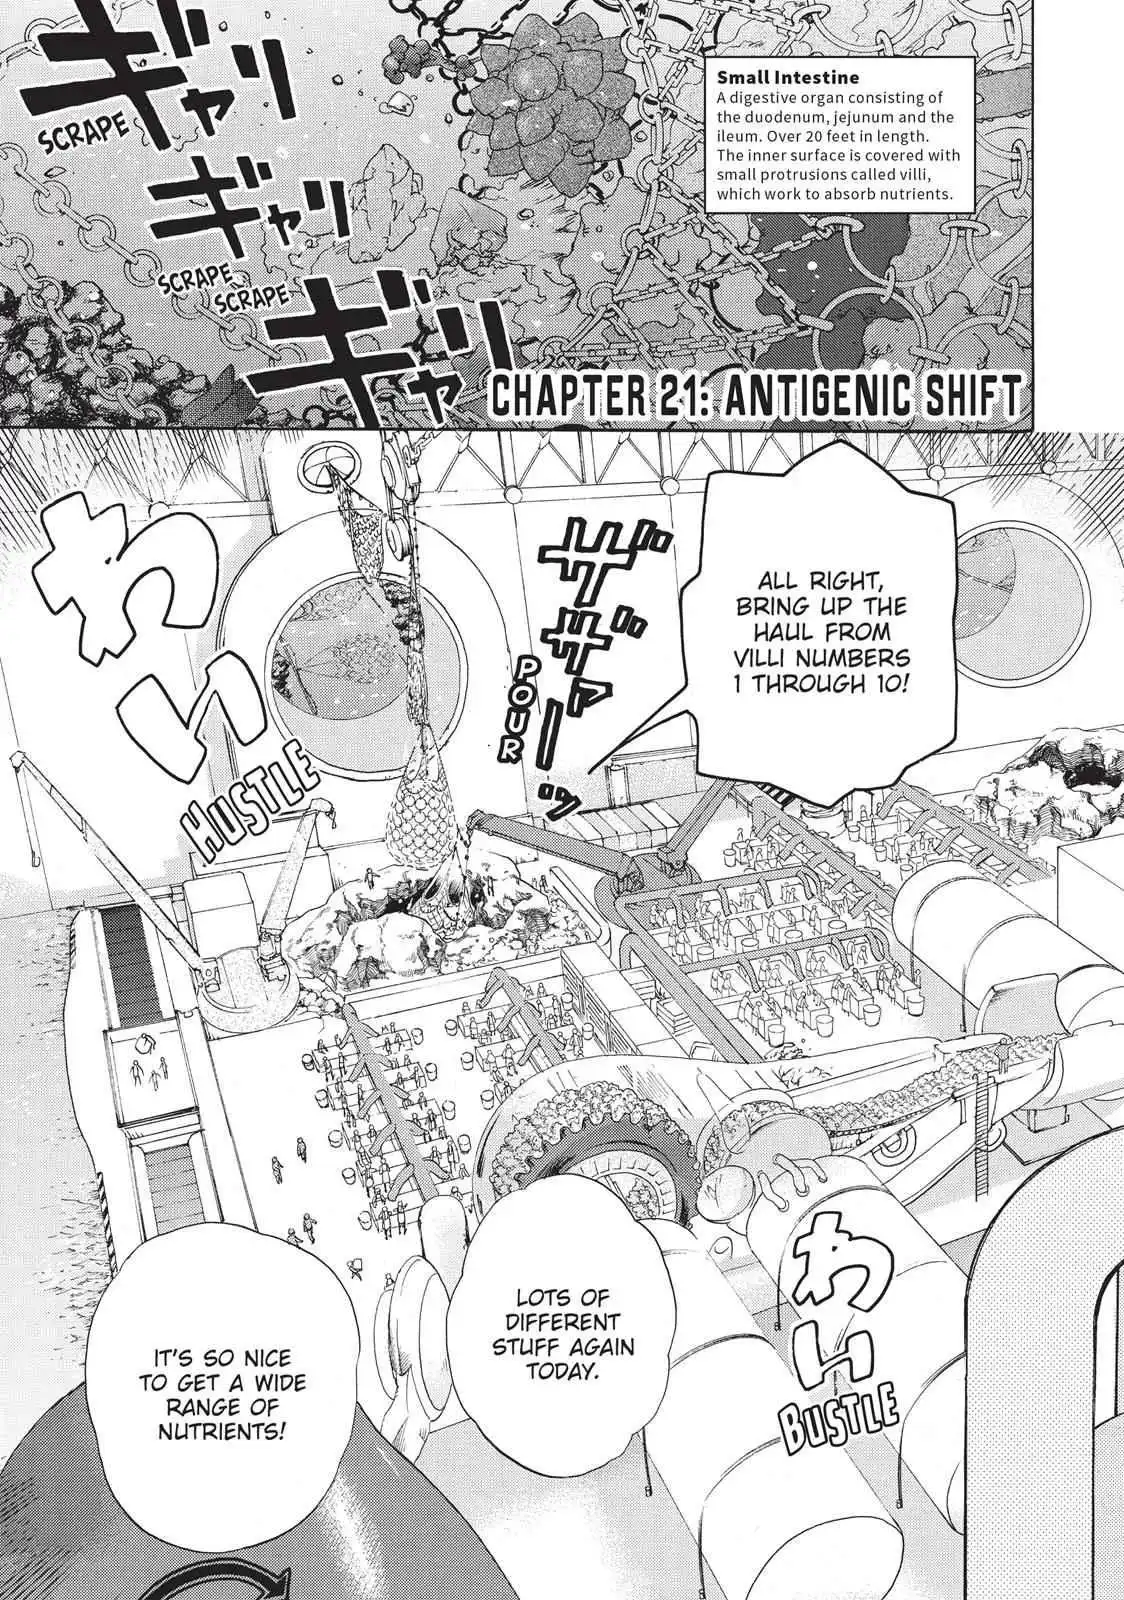 ギャリ
SCRAPE
ギャリ
SCRAPE
SCRAPE
ギャリ
Small Intestine
A digestive organ consisting of
the duodenum, jejunum and the
ileum. Over 20 feet in length.
The inner surface is covered with
small protrusions called villi,
which work to absorb nutrients.
CHAPTER 21: ANTIGENIC SHIFT
ALL RIGHT,
BRING UP THE
HAUL FROM
VILLI NUMBERS
1 THROUGH 10!
ザザァーッ
POUR
わい
HUSTLE
LOTS OF
DIFFERENT
STUFF AGAIN
TODAY.
わい
BUSTLE
IT'S SO NICE
TO GET A WIDE
RANGE OF
NUTRIENTS!